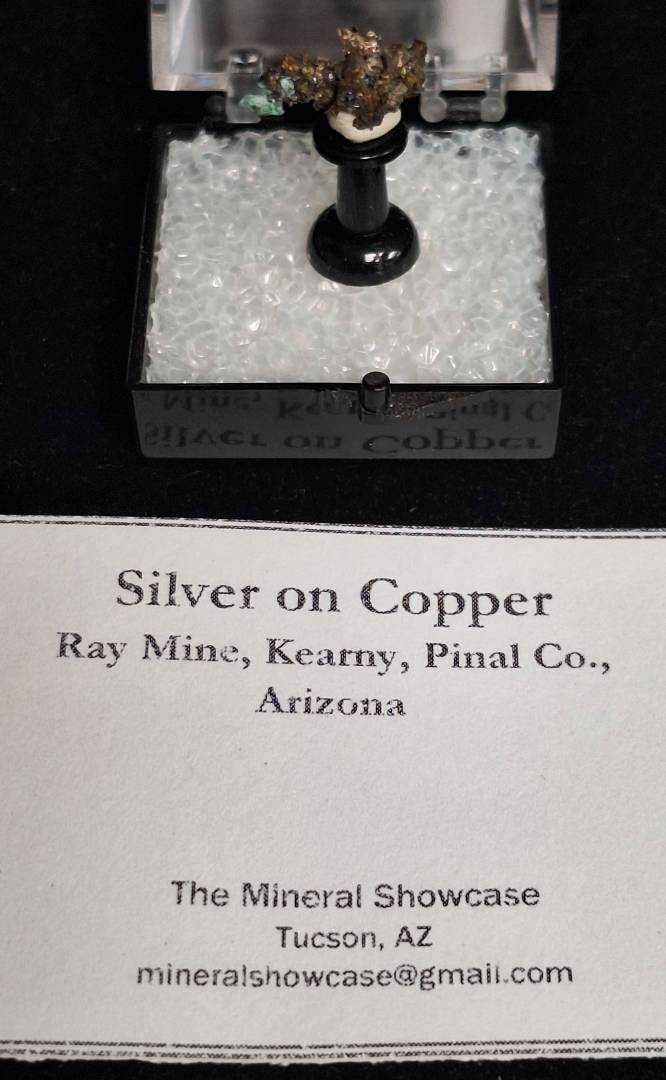 Silver on Copper
Ray Mine, Kearny, Pinal Co.,
Arizona
The Mineral Showcase
Tucson, AZ
mineralshowcase@gmail.com